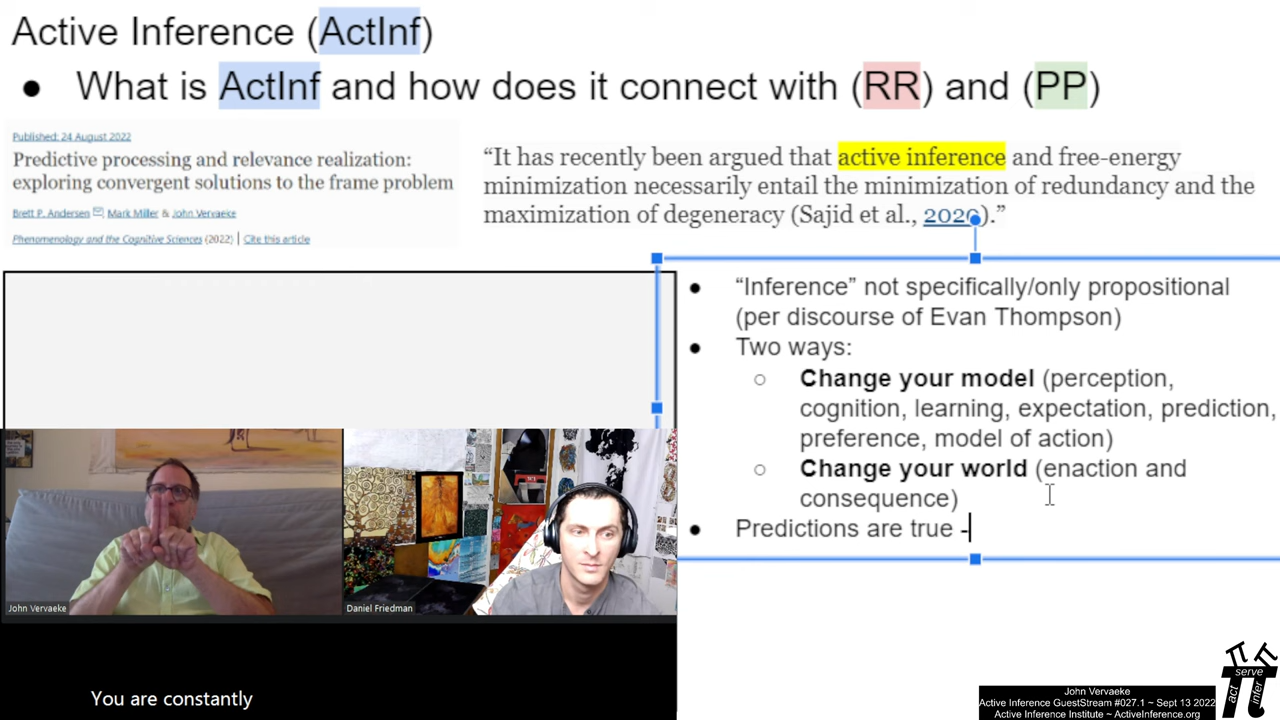 Active Inference (ActInf)
● What is ActInf and how does it connect with (RR) and (PP)
Published: 24 August 2022
Predictive processing and relevance realization:
exploring convergent solutions to the frame problem
Brett P. Andersen, Mark Miller & John Vervaeke
Phenomenology and the Cognitive Sciences (2022) | Cite this article
“It has recently been argued that active inference and free-energy
minimization necessarily entail the minimization of redundancy and the
maximization of degeneracy (Sajid et al., 2020).”
● “Inference” not specifically/only propositional
(per discourse of Evan Thompson)
● Two ways:
○ Change your model (perception,
cognition, learning, expectation, prediction,
preference, model of action)
○ Change your world (enaction and
consequence)
● Predictions are true -
John Vervaeke
Daniel Friedman
You are constantly
act
serve
infer
John Vervaeke
Active Inference GuestStream #027.1 ~ Sept 13 2022
Active Inference Institute ~ ActiveInference.org